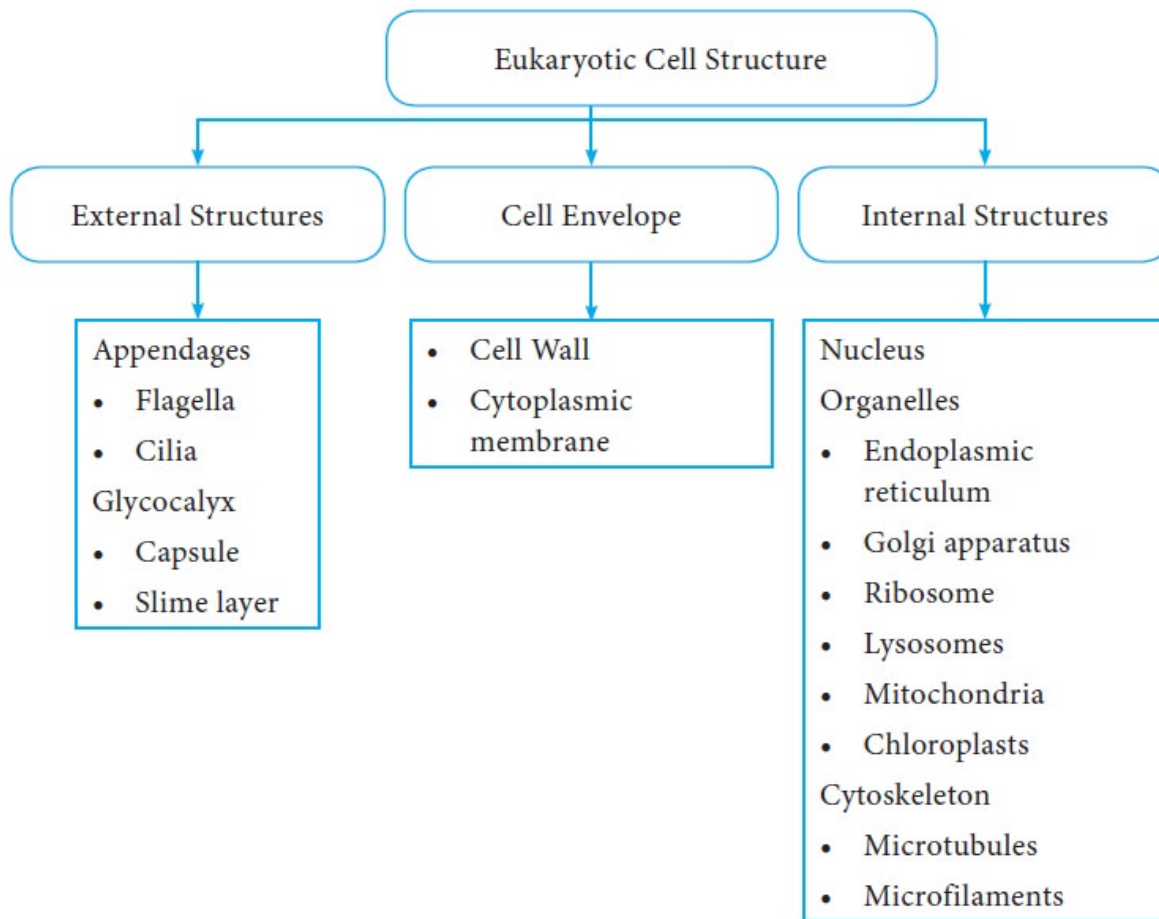 Eukaryotic Cell Structure
External Structures
Cell Envelope
Internal Structures
Appendages
• Flagella
• Cilia
Glycocalyx
• Capsule
• Slime layer
• Cell Wall
• Cytoplasmic
membrane
Nucleus
Organelles
• Endoplasmic
reticulum
• Golgi apparatus
• Ribosome
• Lysosomes
• Mitochondria
• Chloroplasts
Cytoskeleton
• Microtubules
• Microfilaments